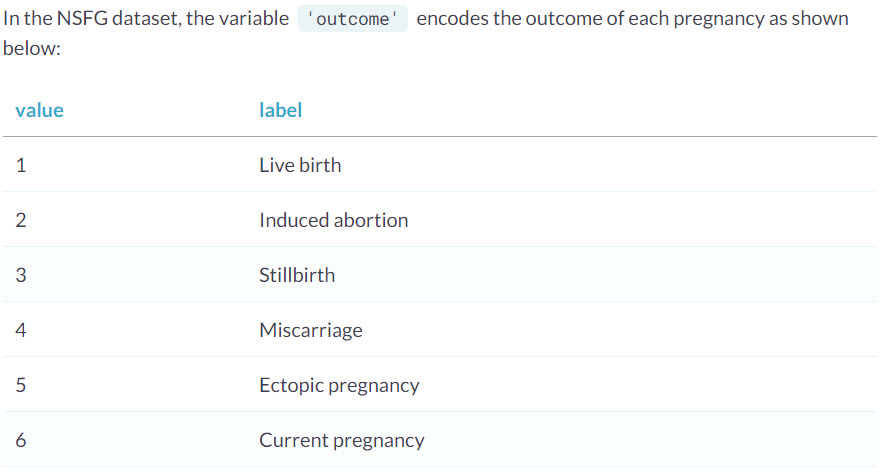 In the NSFG dataset, the variable 'outcome' encodes the outcome of each pregnancy as shown
below:
value label
1 Live birth
2 Induced abortion
3 Stillbirth
4 Miscarriage
5 Ectopic pregnancy
6 Current pregnancy